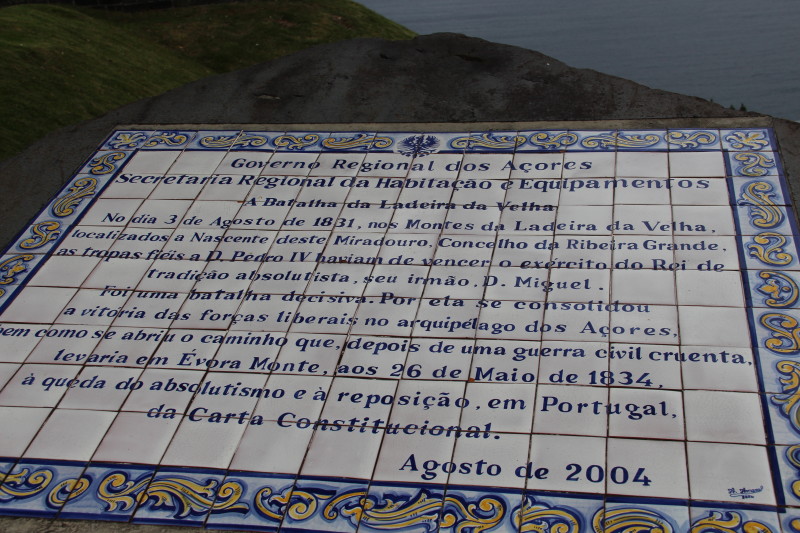 Governo Regional dos Açores
Secretaria Regional da Habitação e Equipamentos
A Batalha da Ladeira da Velha
No dia 3 de Agosto de 1831, nos Montes da Ladeira da Velha,
localizados a Nascente deste Miradouro, Concelho da Ribeira Grande,
as tropas fiéis a D. Pedro IV haviam de vencer o exército do Rei de
tradição absolutista, seu irmão, D. Miguel.
Foi uma batalha decisiva. Por ela se consolidou
a vitória das forças liberais no arquipélago dos Açores,
bem como se abriu o caminho que, depois de uma guerra civil cruenta,
levaria em Évora Monte, aos 26 de Maio de 1834,
à queda do absolutismo e à reposição, em Portugal,
da Carta Constitucional.
Agosto de 2004